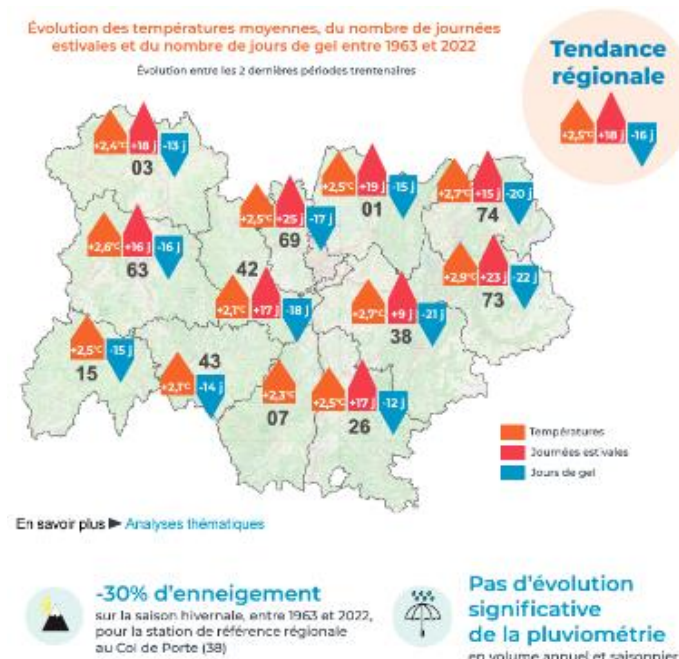 Évolution des températures moyennes, du nombre de journées
estivales et du nombre de jours de gel entre 1963 et 2022
Évolution entre les 2 dernières périodes trentenaires
Tendance
régionale
+2,5°C +18 j -16 j
+2,4°C +18 j -13 j
03
+2,5°C +19 j -15 j
01
+2,7°C +15 j -20 j
74
+2,5°C +25 j -17 j
69
+2,6°C +16 j -16 j
63
42
+2,1°C +17 j -18 j
+2,9°C +23 j -22 j
73
+2,7°C +9 j -21 j
38
+2,5°C -15 j
15
43
+2,1°C -14 j
+2,3°C
07
+2,5°C +17 j -12 j
26
Températures
Journées estivales
Jours de gel
En savoir plus ► Analyses thématiques
-30% d'enneigement
sur la saison hivernale, entre 1963 et 2022,
pour la station de référence régionale
au Col de Porte (38)
Pas d'évolution
significative
de la pluviométrie
en volume annuel et saisonnier